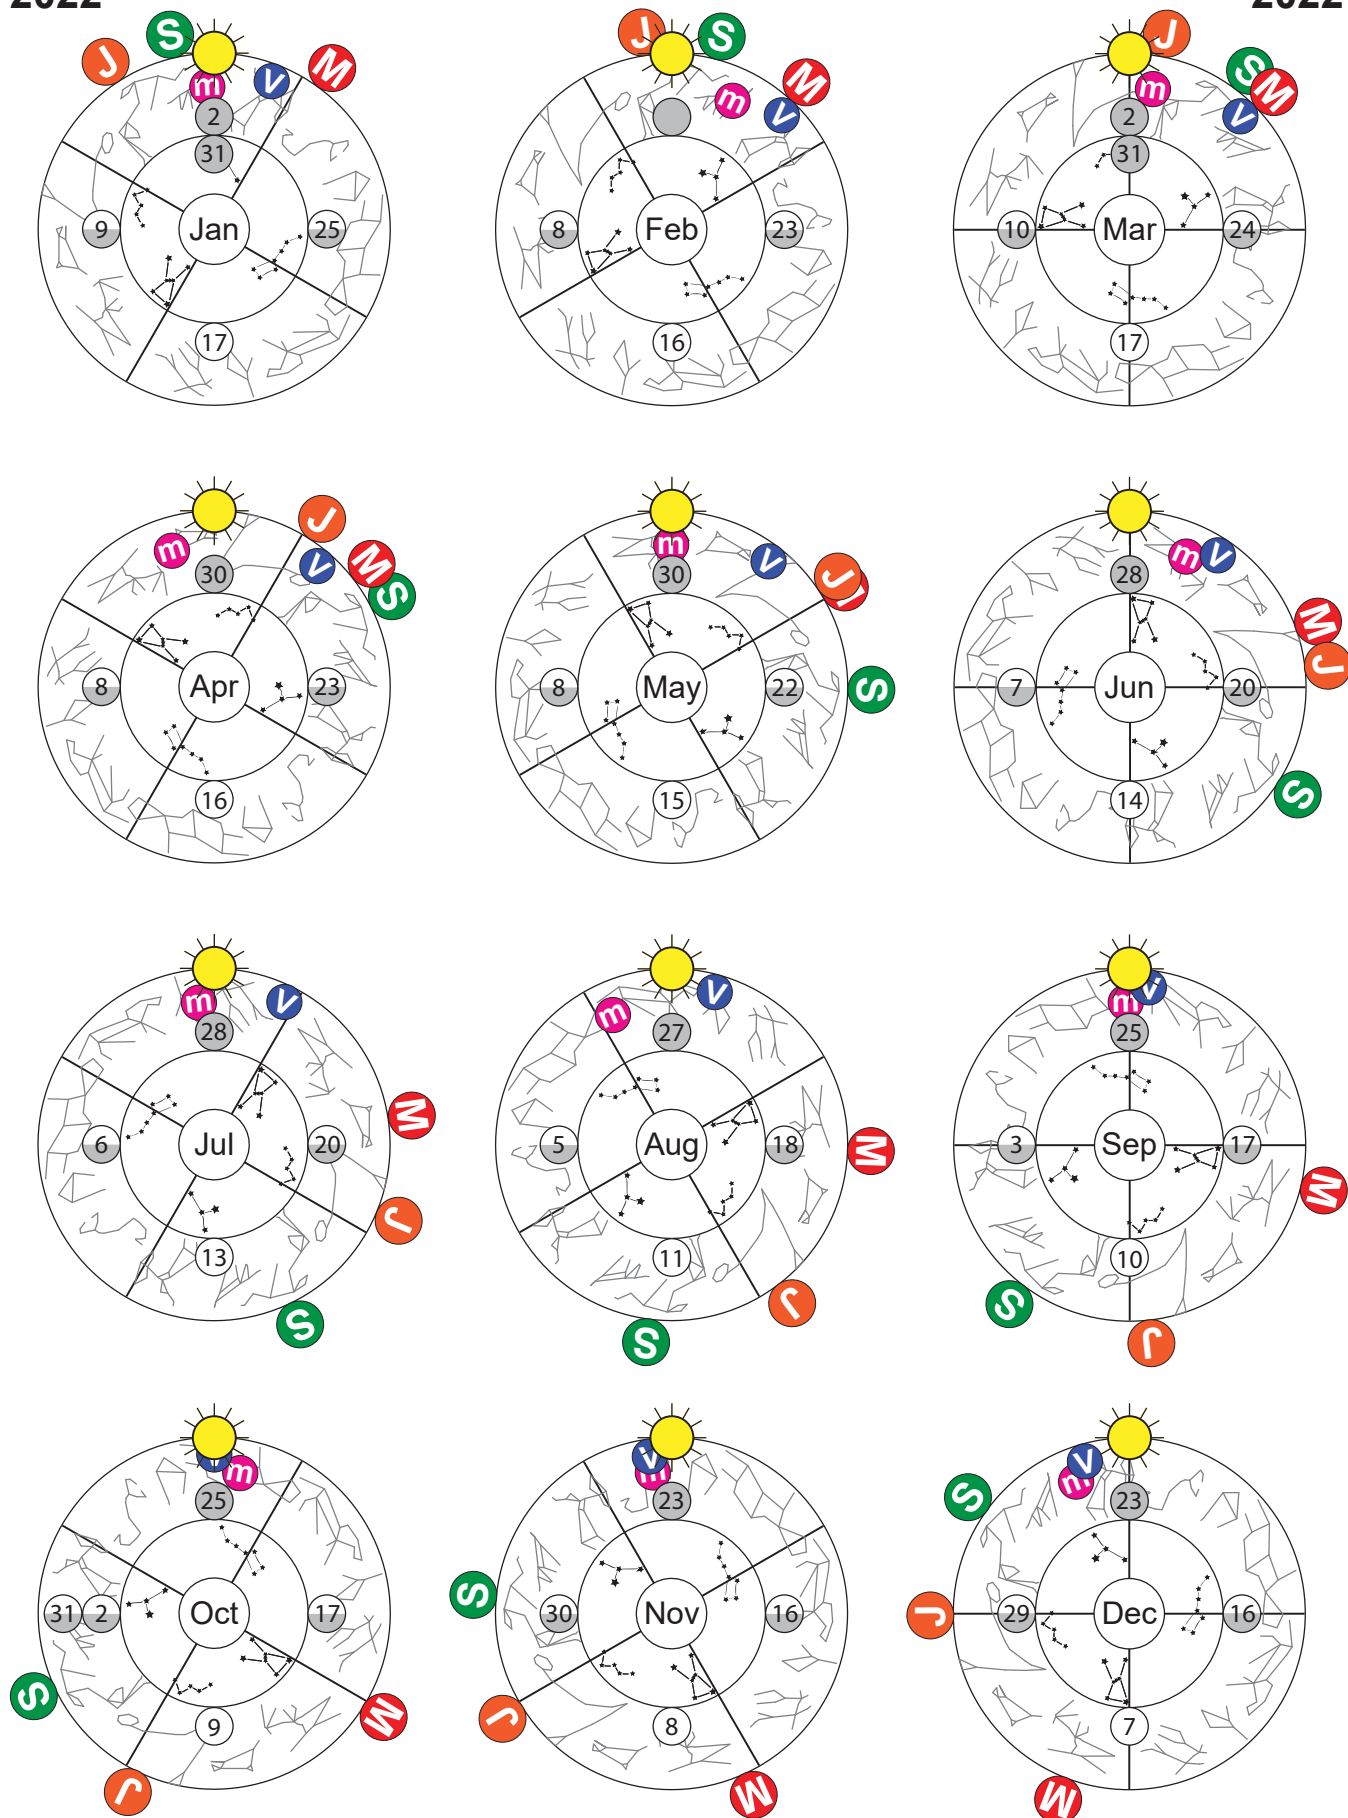 2022 2022
J S m V M
2
31
9 Jan 25
17
J S m V M
8 Feb 23
16
J m S M V
2
31
10 Mar 24
17
m J V M S
30
8 Apr 23
16
m V J
30
8 May 22 S
15
m V M J
28
7 Jun 20
14 S
m V
28
M
6 Jul 20
J
13
S
m V
27
5 Aug 18 M
11
J
S
m V
25
3 Sep 17
M
10
S J
m
25
31 2 Oct 17
S M
9
J
V m
23
S
30 Nov 16
J 8
M
S m V
23
J 29 Dec 16
7
M